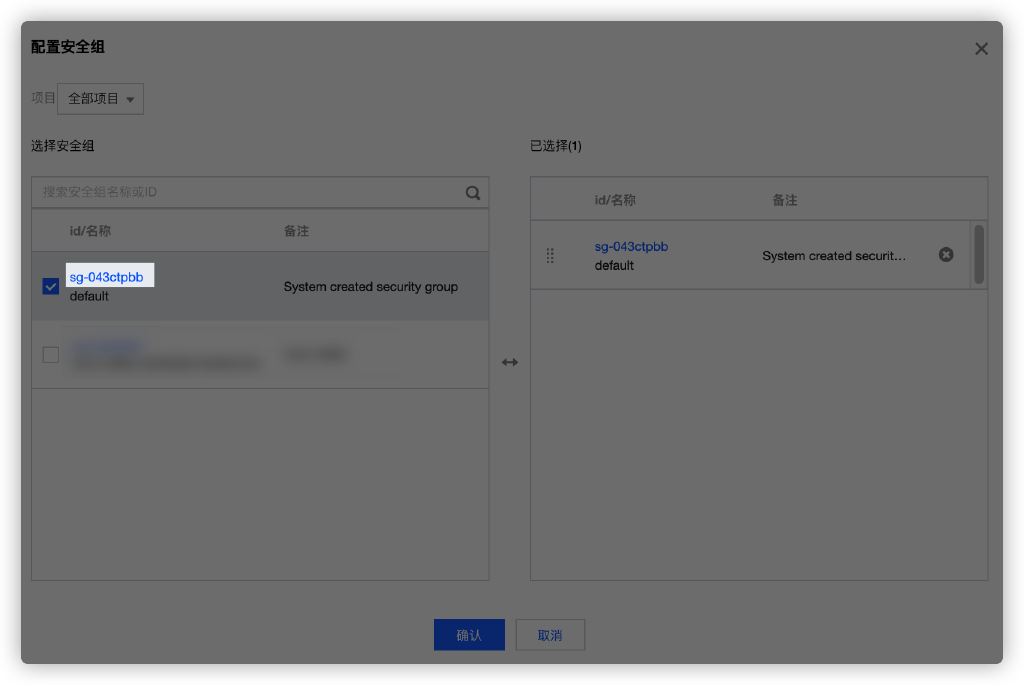 配置安全组
项目 全部项目
选择安全组
搜索安全组名称或ID
id/名称 备注
sg-043ctpbb
default
System created security group
已选择(1)
id/名称 备注
sg-043ctpbb
default
System created securit...
确认 取消